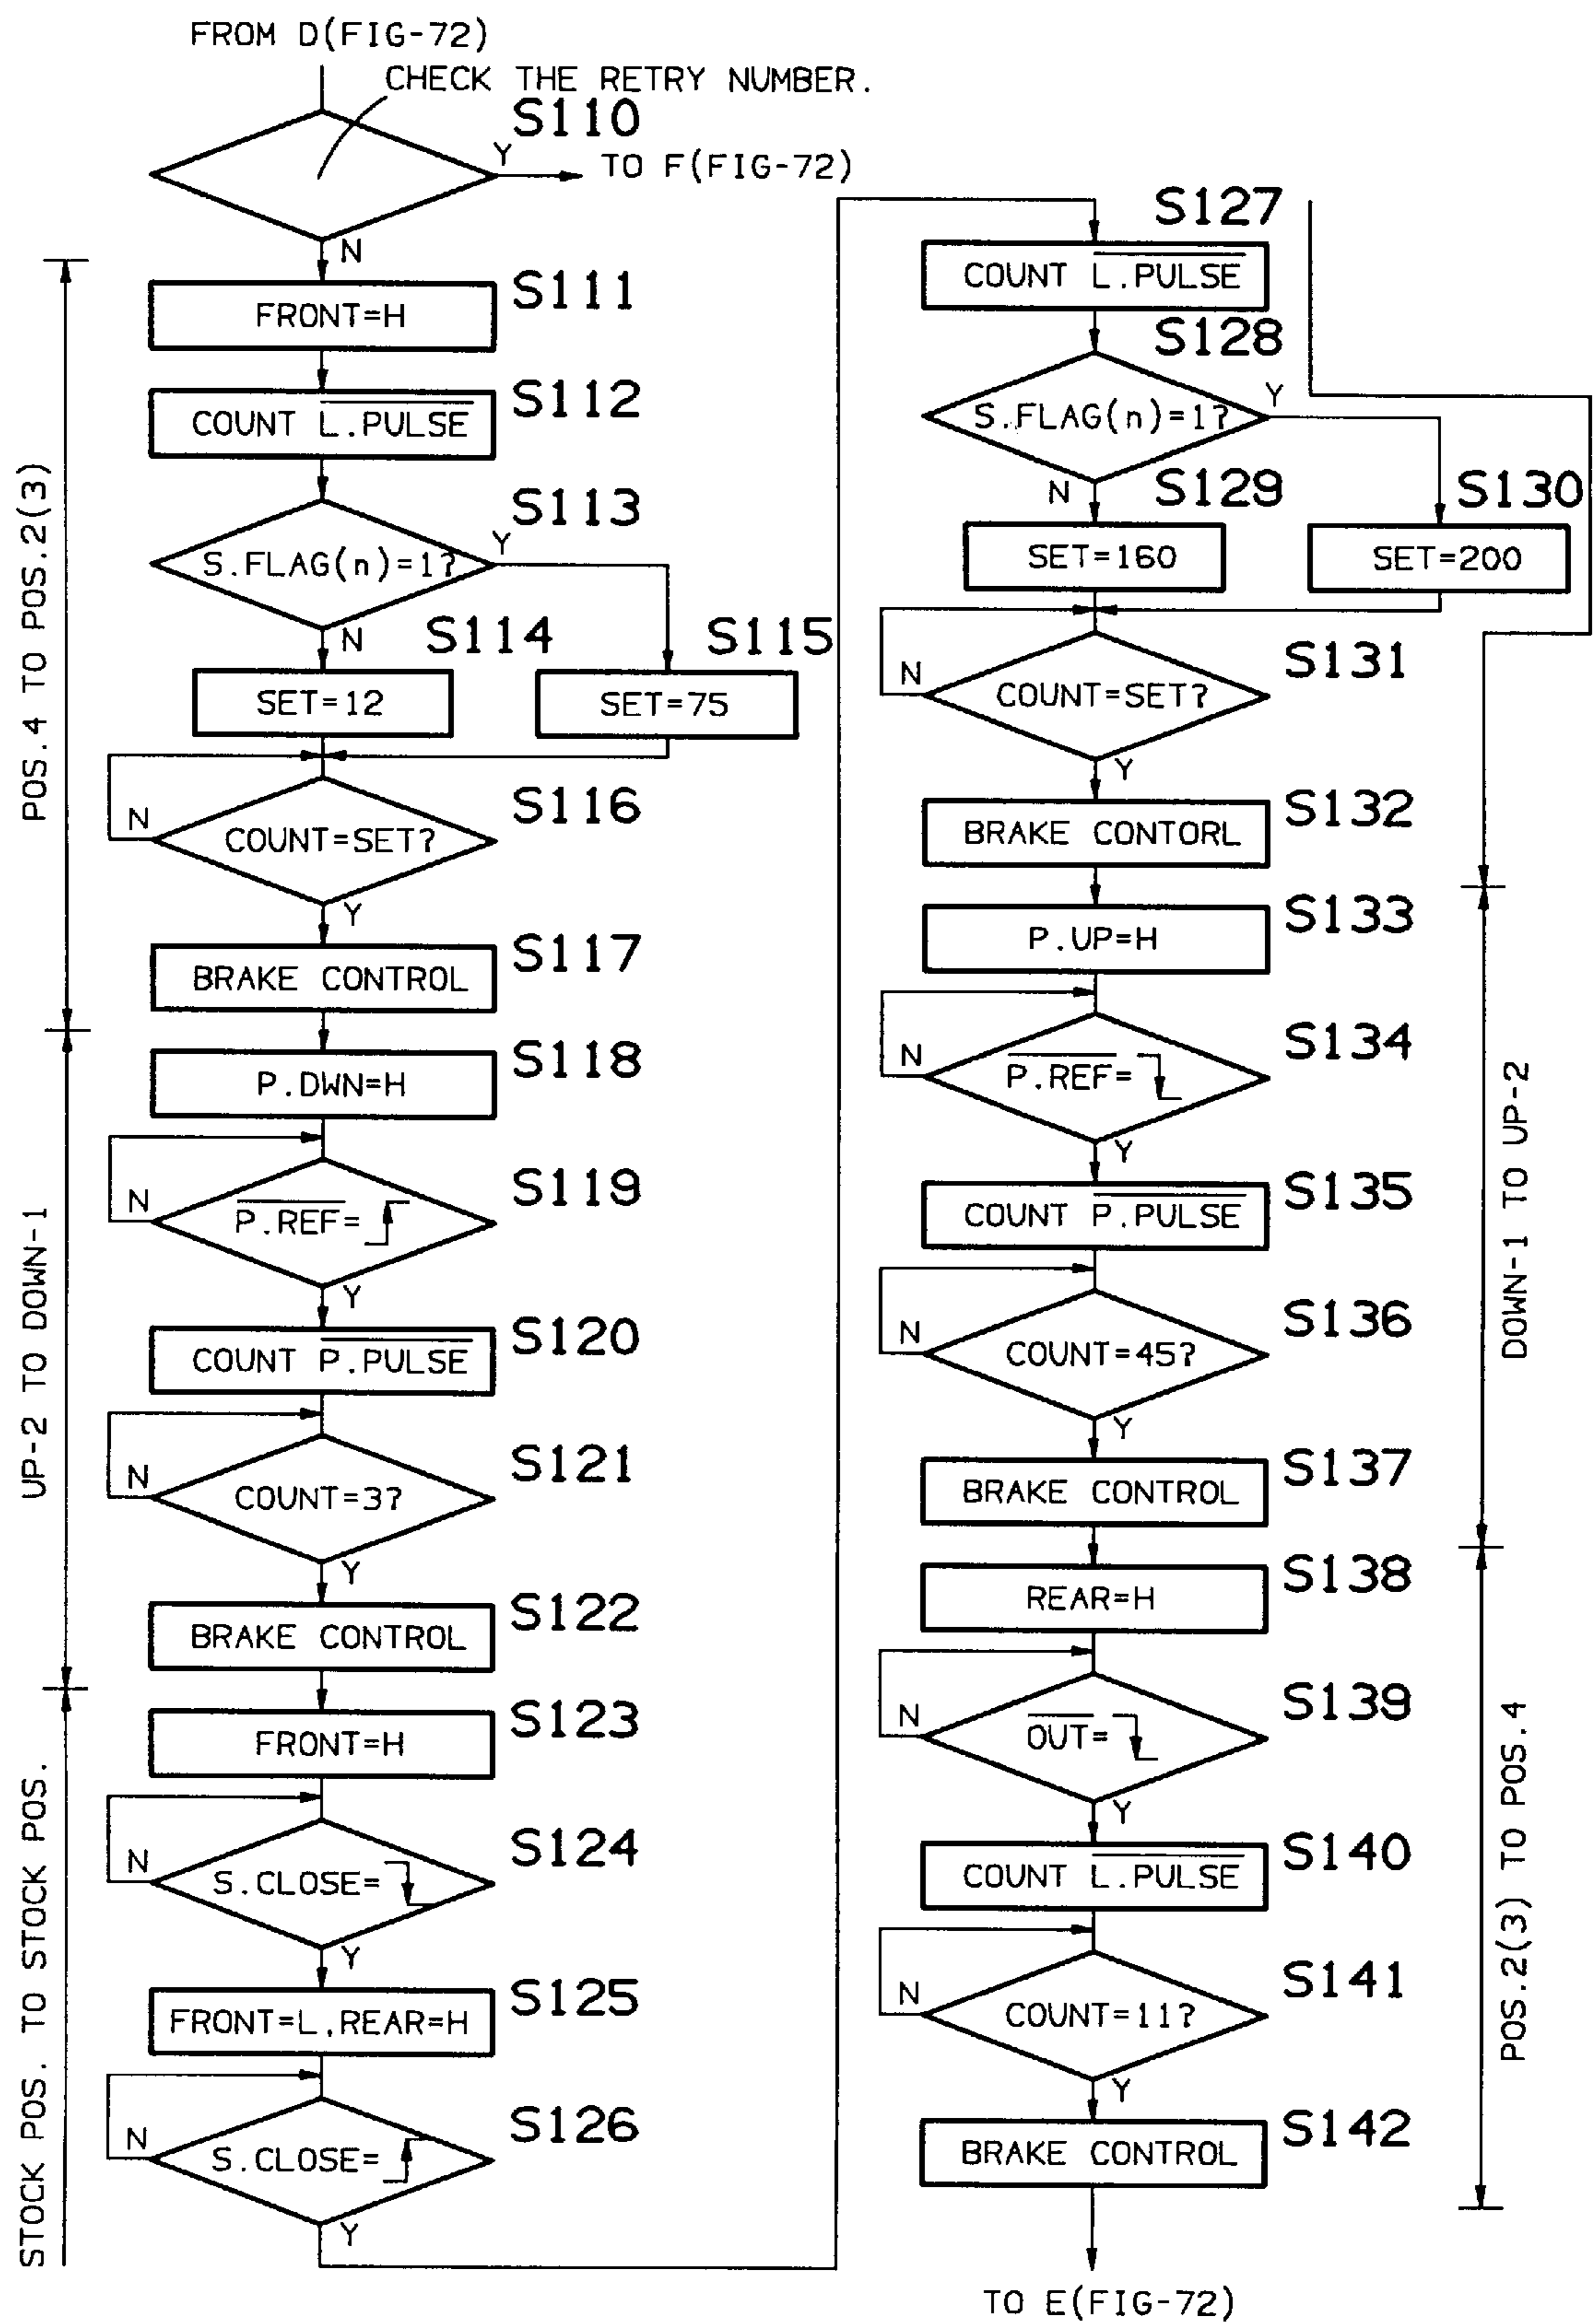 FROM D(FIG-72)
CHECK THE RETRY NUMBER.
S110
Y
TO F(FIG-72)
N
POS.4 TO POS.2(3)
FRONT=H
S111
COUNT L.PULSE
S112
S.FLAG(n)=1?
S113
Y
N
SET=12
S114
SET=75
S115
N
COUNT=SET?
S116
Y
BRAKE CONTROL
S117
UP-2 TO DOWN-1
P.DWN=H
S118
N
P.REF=
S119
Y
COUNT P.PULSE
S120
N
COUNT=3?
S121
Y
BRAKE CONTROL
S122
STOCK POS. TO STOCK POS.
FRONT=H
S123
N
S.CLOSE=
S124
Y
FRONT=L,REAR=H
S125
N
S.CLOSE=
S126
Y
COUNT L.PULSE
S127
S.FLAG(n)=1?
S128
Y
N
SET=160
S129
SET=200
S130
N
COUNT=SET?
S131
Y
BRAKE CONTORL
S132
DOWN-1 TO UP-2
P.UP=H
S133
N
P.REF=
S134
Y
COUNT P.PULSE
S135
N
COUNT=45?
S136
Y
BRAKE CONTROL
S137
POS.2(3) TO POS.4
REAR=H
S138
N
OUT=
S139
Y
COUNT L.PULSE
S140
N
COUNT=11?
S141
Y
BRAKE CONTROL
S142
TO E(FIG-72)